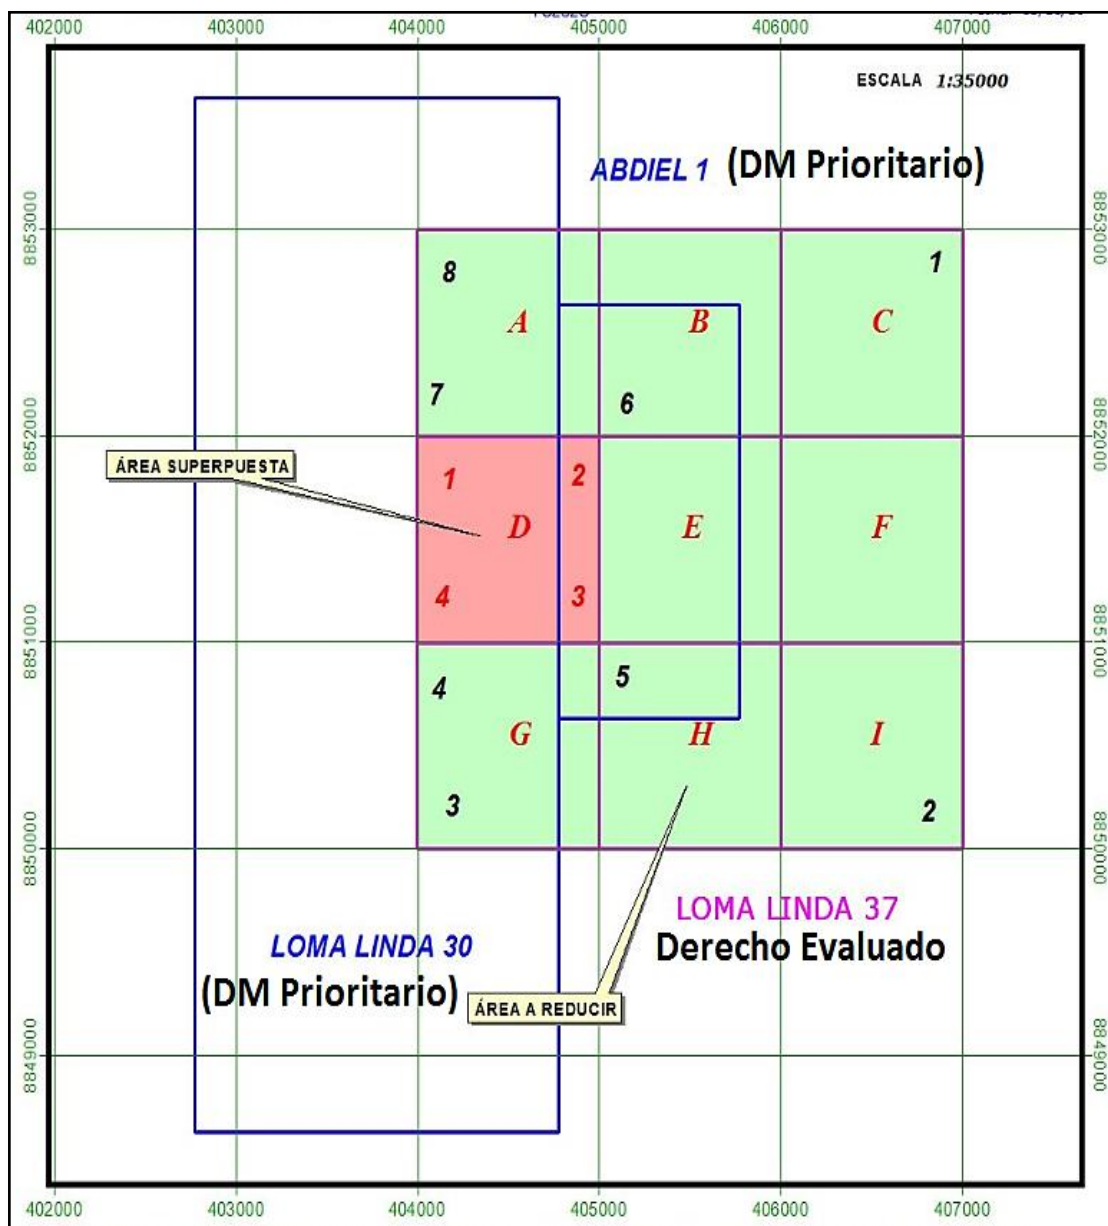 402000 403000 404000 405000 406000 407000
ESCALA 1:35000
ABDIEL 1 (DM Prioritario)
8853000 8853000
8 1
A B C
7 6
8852000 8852000
ÁREA SUPERPUESTA
1 2
D E F
4 3
8851000 8851000
4 5
G H I
3 2
8850000 8850000
LOMA LINDA 37
Derecho Evaluado
LOMA LINDA 30
(DM Prioritario)
ÁREA A REDUCIR
8849000 8849000
402000 403000 404000 405000 406000 407000